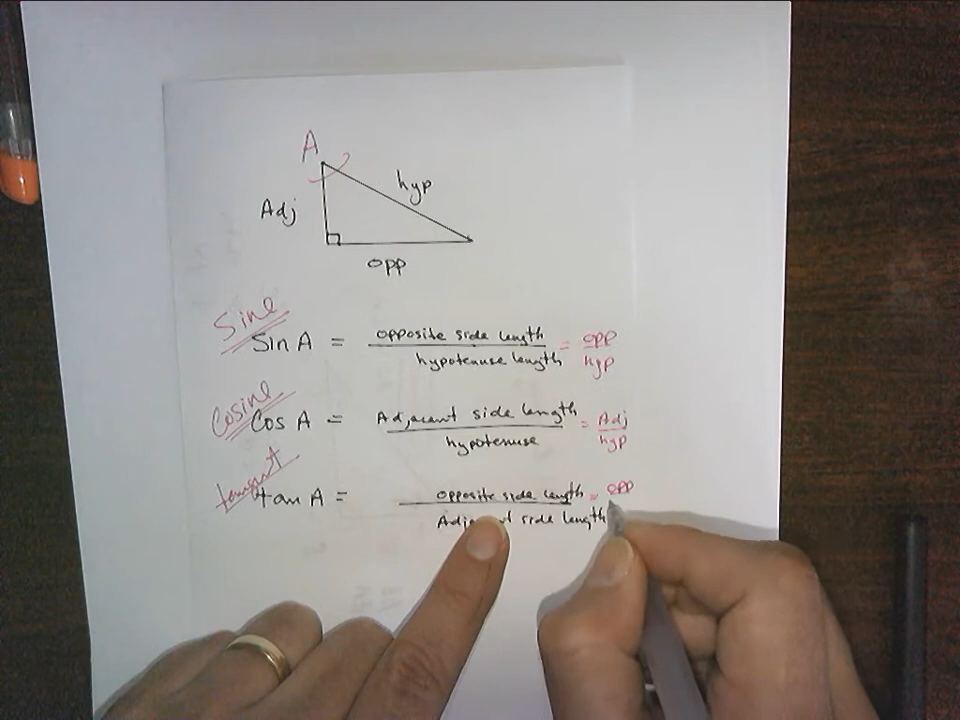 A
hyp
Adj
opp
Sine
Sin A = opposite side length / hypotenuse length = opp / hyp
Cosine
Cos A = Adjacent side length / hypotenuse = Adj / hyp
tangent
tan A = opposite side length / side length = opp